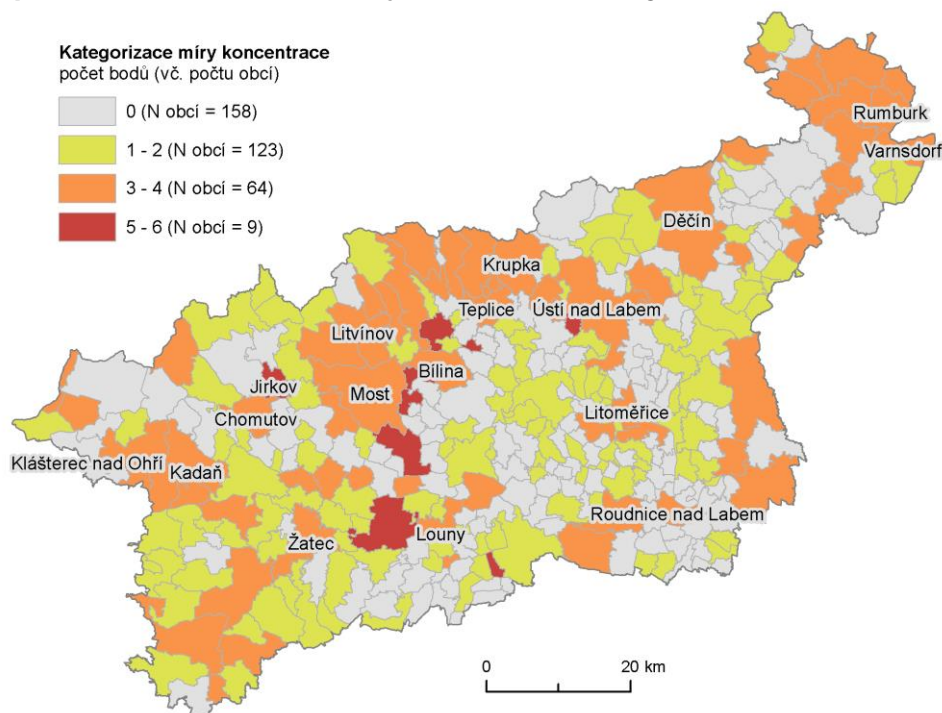 Kategorizace míry koncentrace
počet bodů (vč. počtu obcí)
0 (N obcí = 158)
1 - 2 (N obcí = 123)
3 - 4 (N obcí = 64)
5 - 6 (N obcí = 9)
Rumburk
Varnsdorf
Děčín
Krupka
Teplice
Ústí nad Labem
Litvínov
Bílina
Jirkov
Most
Chomutov
Litoměřice
Klášterec nad Ohří
Kadaň
Roudnice nad Labem
Louny
Žatec
0
20 km